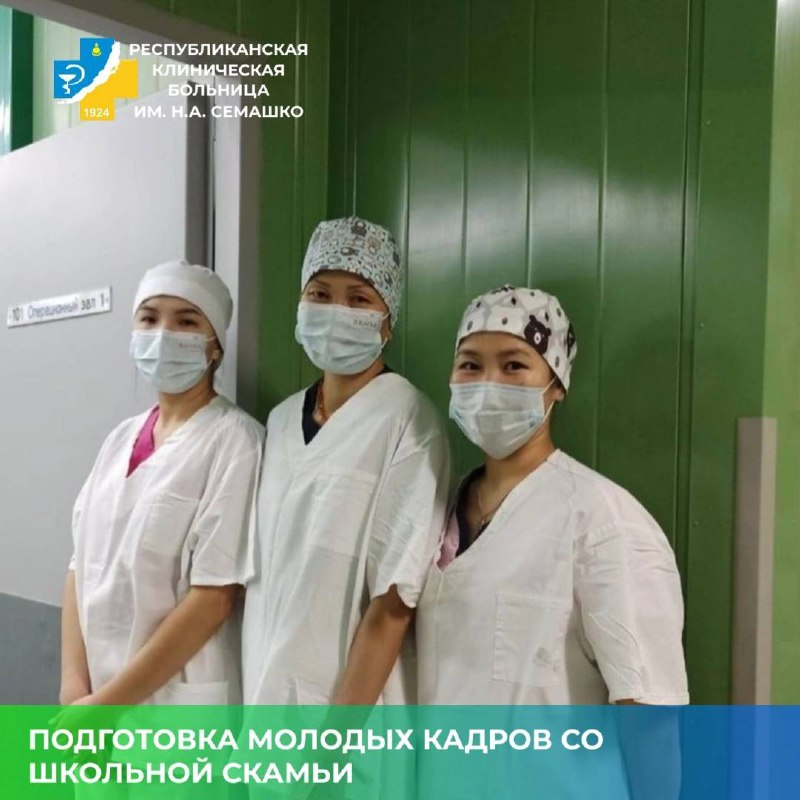 РЕСПУБЛИКАНСКАЯ
КЛИНИЧЕСКАЯ
БОЛЬНИЦА
ИМ. Н.А. СЕМАШКО
1924
101 Операционный зал 1
ПОДГОТОВКА МОЛОДЫХ КАДРОВ СО
ШКОЛЬНОЙ СКАМЬИ